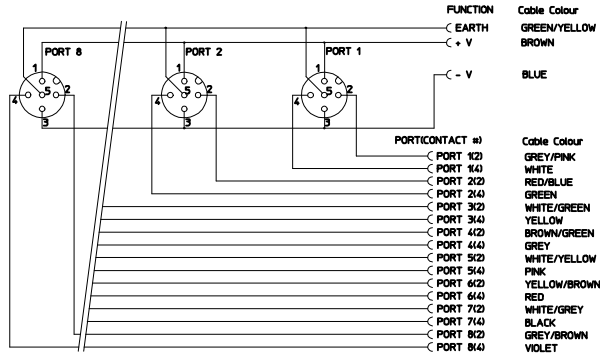 FUNCTION Cable Colour
EARTH GREEN/YELLOW
+ V BROWN
PORT 8 PORT 2 PORT 1
- V BLUE
1 1 1
4 5 2 4 5 2 4 5 2
3 3 3
PORT(CONTACT #) Cable Colour
PORT 1(2) GREY/PINK
PORT 1(4) WHITE
PORT 2(2) RED/BLUE
PORT 2(4) GREEN
PORT 3(2) WHITE/GREEN
PORT 3(4) YELLOW
PORT 4(2) BROWN/GREEN
PORT 4(4) GREY
PORT 5(2) WHITE/YELLOW
PORT 5(4) PINK
PORT 6(2) YELLOW/BROWN
PORT 6(4) RED
PORT 7(2) WHITE/GREY
PORT 7(4) BLACK
PORT 8(2) GREY/BROWN
PORT 8(4) VIOLET